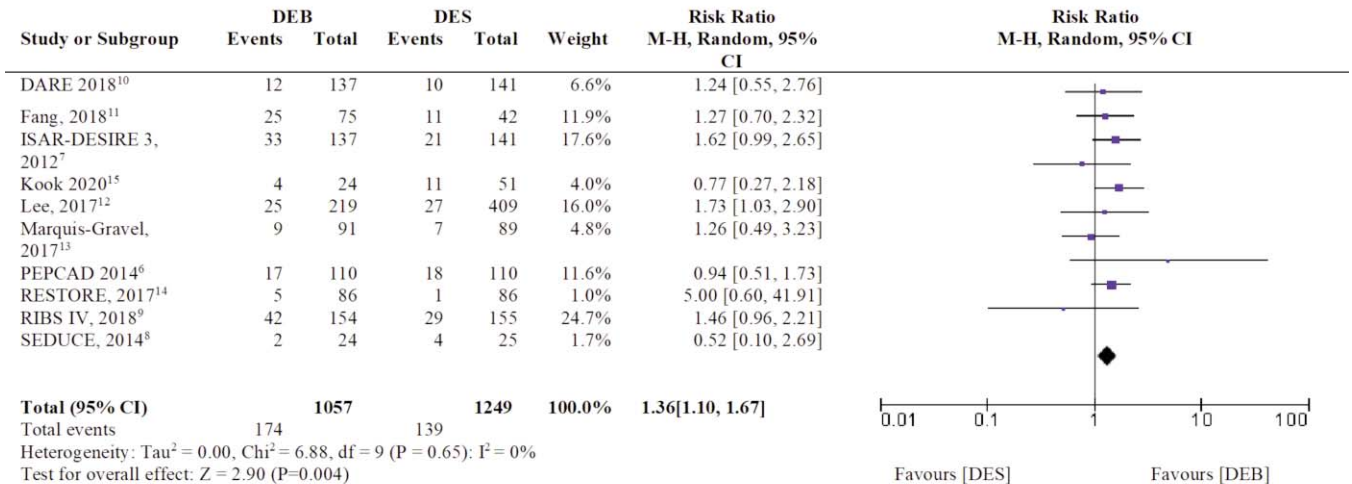 DEB DES Risk Ratio Risk Ratio
Study or Subgroup Events Total Events Total Weight M-H, Random, 95% CI M-H, Random, 95% CI
DARE 2018¹⁰ 12 137 10 141 6.6% 1.24 [0.55, 2.76]
Fang, 2018¹¹ 25 75 11 42 11.9% 1.27 [0.70, 2.32]
ISAR-DESIRE 3, 33 137 21 141 17.6% 1.62 [0.99, 2.65]
2012⁷
Kook 2020¹⁵ 4 24 11 51 4.0% 0.77 [0.27, 2.18]
Lee, 2017¹² 25 219 27 409 16.0% 1.73 [1.03, 2.90]
Marquis-Gravel, 9 91 7 89 4.8% 1.26 [0.49, 3.23]
2017¹³
PEPCAD 2014⁶ 17 110 18 110 11.6% 0.94 [0.51, 1.73]
RESTORE, 2017¹⁴ 5 86 1 86 1.0% 5.00 [0.60, 41.91]
RIBS IV, 2018⁹ 42 154 29 155 24.7% 1.46 [0.96, 2.21]
SEDUCE, 2014⁸ 2 24 4 25 1.7% 0.52 [0.10, 2.69]
Total (95% CI) 1057 1249 100.0% 1.36[1.10, 1.67]
0.01 0.1 1 10 100
Total events 174 139
Heterogeneity: Tau² = 0.00, Chi² = 6.88, df = 9 (P = 0.65): I² = 0%
Test for overall effect: Z = 2.90 (P=0.004) Favours [DES] Favours [DEB]